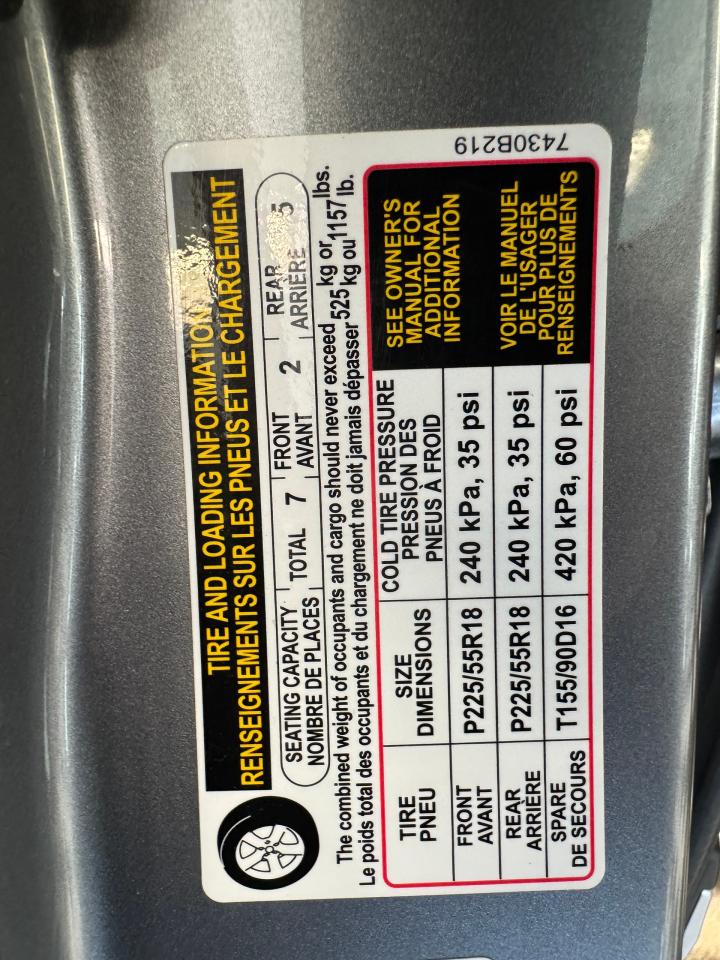 TIRE AND LOADING INFORMATION
RENSEIGNEMENTS SUR LES PNEUS ET LE CHARGEMENT
SEATING CAPACITY
NOMBRE DE PLACES
TOTAL 7
FRONT
AVANT
2
REAR
ARRIÈRE
5
The combined weight of occupants and cargo should never exceed 525 kg or 1157 lbs.
Le poids total des occupants et du chargement ne doit jamais dépasser 525 kg ou 1157 lb.
TIRE
PNEU
SIZE
DIMENSIONS
COLD TIRE PRESSURE
PRESSION DES
PNEUS À FROID
FRONT
AVANT
P225/55R18
240 kPa, 35 psi
REAR
ARRIÈRE
P225/55R18
240 kPa, 35 psi
SPARE
DE SECOURS
T155/90D16
420 kPa, 60 psi
SEE OWNER'S
MANUAL FOR
ADDITIONAL
INFORMATION
VOIR LE MANUEL
DE L'USAGER
POUR PLUS DE
RENSEIGNEMENTS
7430B219